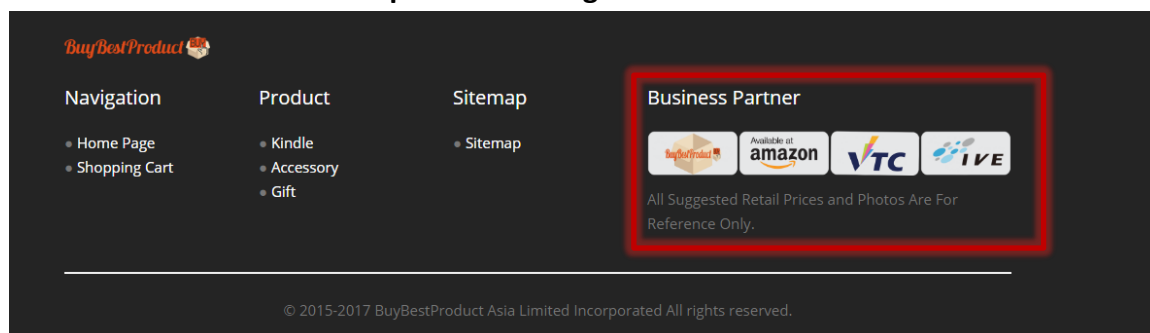 BuyBestProduct BBP
Navigation
Home Page
Shopping Cart
Product
Kindle
Accessory
Gift
Sitemap
Sitemap
Business Partner
BuyBestProduct
Available at
amazon
VTC
IVE
All Suggested Retail Prices and Photos Are For
Reference Only.
© 2015-2017 BuyBestProduct Asia Limited Incorporated All rights reserved.